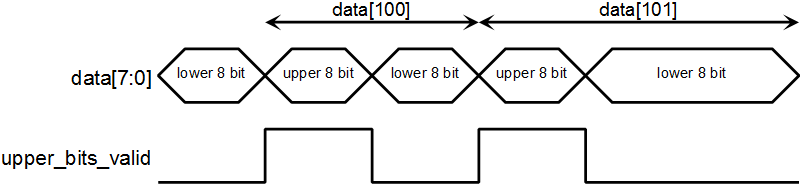 data[100] data[101]
data[7:0] lower 8 bit upper 8 bit lower 8 bit upper 8 bit lower 8 bit
upper_bits_valid